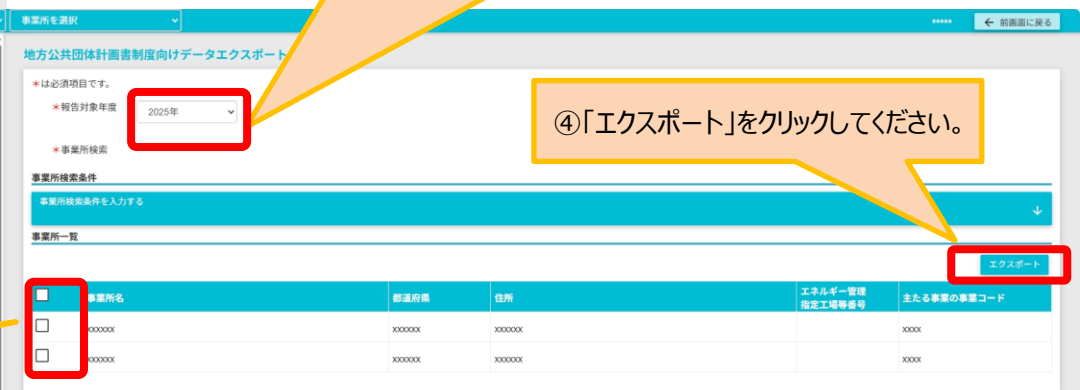 事業所を選択
*****
← 前画面に戻る
地方公共団体計画書制度向けデータエクスポート
*は必須項目です。
*報告対象年度
2025年
④「エクスポート」をクリックしてください。
*事業所検索
事業所検索条件
事業所検索条件を入力する
事業所一覧
エクスポート
事業所名 都道府県 住所 エネルギー管理指定工場等番号 主たる事業の事業コード
xxxxxx xxxxxx xxxxxx xxxx
xxxxxx xxxxxx xxxxxx xxxx